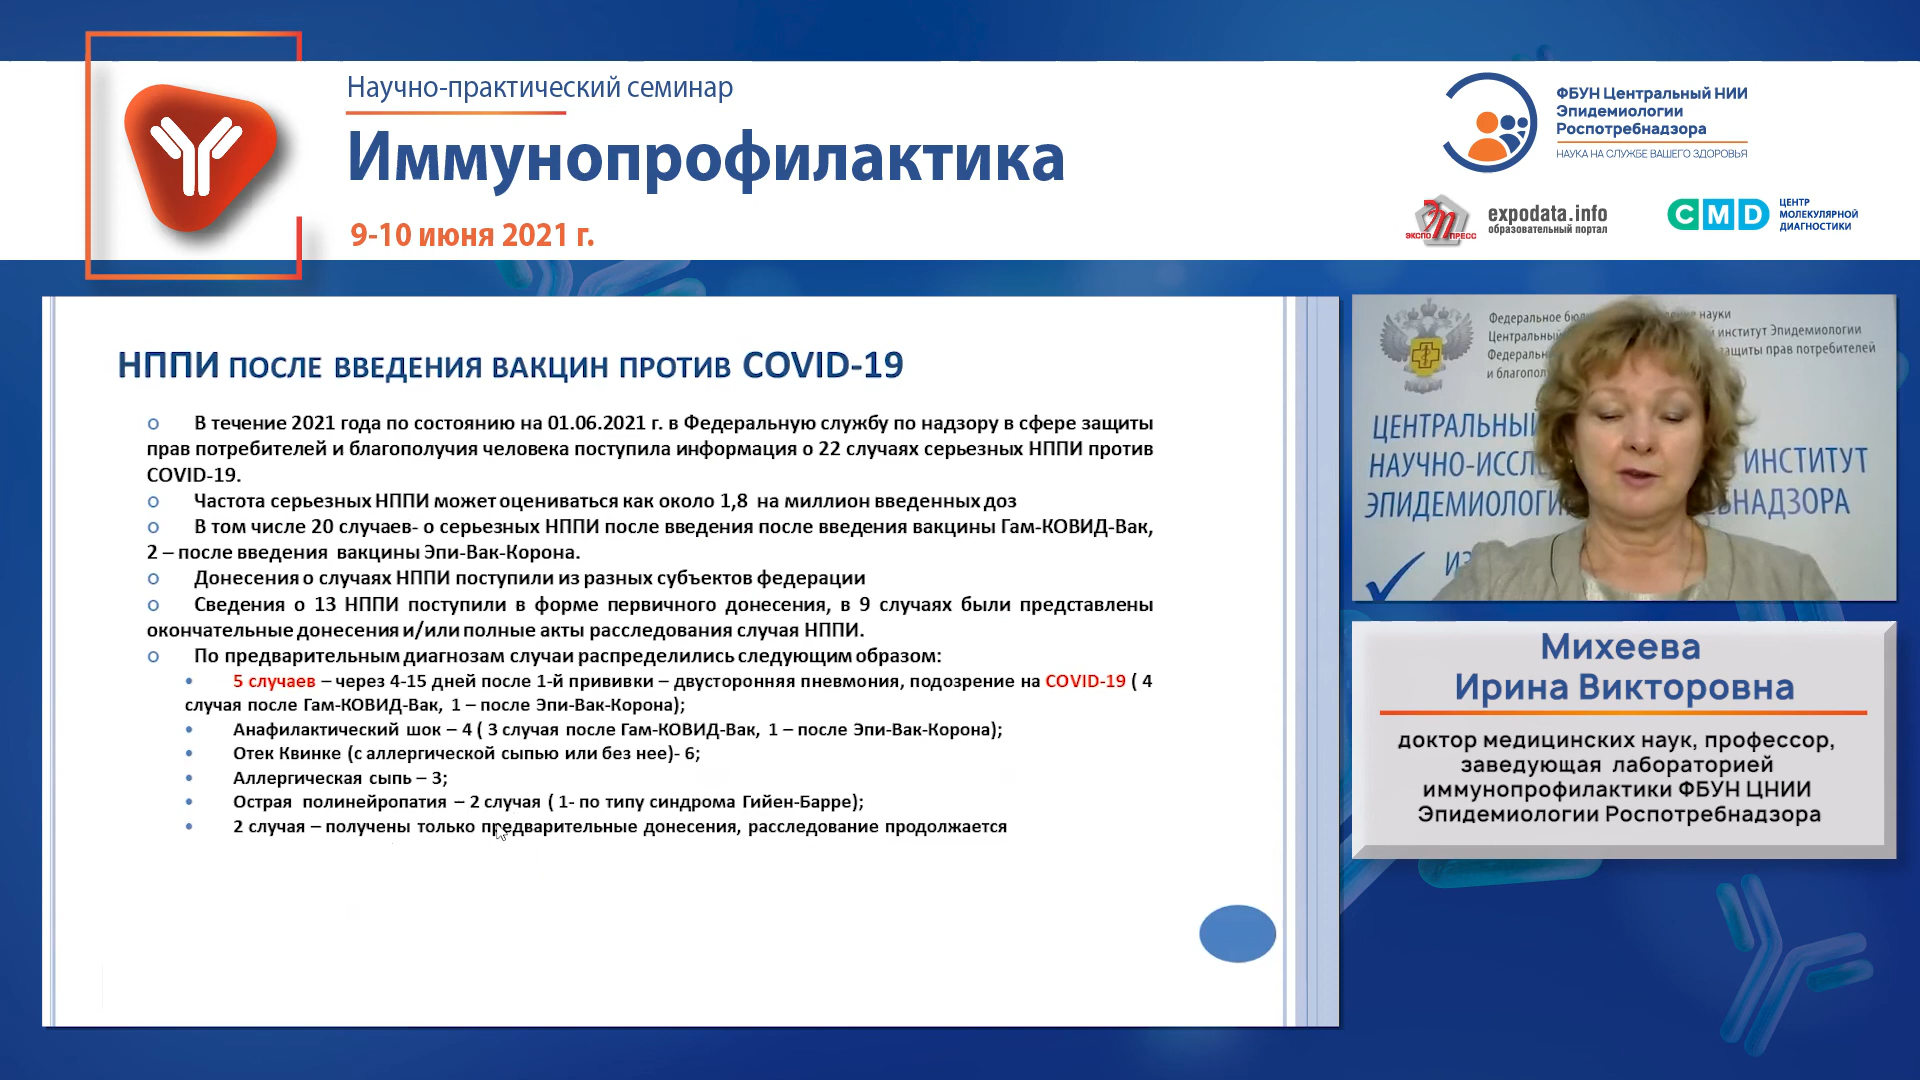 Научно-практический семинар
Иммунопрофилактика
9-10 июня 2021 г.
ФБУН Центральный НИИ
Эпидемиологии
Роспотребнадзора
НАУКА НА СЛУЖБЕ ВАШЕГО ЗДОРОВЬЯ
ЭКСПО ПРЕСС
expodata.info
образовательный портал
CMD
ЦЕНТР
МОЛЕКУЛЯРНОЙ
ДИАГНОСТИКИ
НППИ ПОСЛЕ ВВЕДЕНИЯ ВАКЦИН ПРОТИВ COVID-19
В течение 2021 года по состоянию на 01.06.2021 г. в Федеральную службу по надзору в сфере защиты
прав потребителей и благополучия человека поступила информация о 22 случаях серьезных НППИ против
COVID-19.
Частота серьезных НППИ может оцениваться как около 1,8 на миллион введенных доз
В том числе 20 случаев- о серьезных НППИ после введения после введения вакцины Гам-КОВИД-Вак,
2 – после введения вакцины Эпи-Вак-Корона.
Донесения о случаях НППИ поступили из разных субъектов федерации
Сведения о 13 НППИ поступили в форме первичного донесения, в 9 случаях были представлены
окончательные донесения и/или полные акты расследования случая НППИ.
По предварительным диагнозам случаи распределились следующим образом:
5 случаев – через 4-15 дней после 1-й прививки – двусторонняя пневмония, подозрение на COVID-19 ( 4
случая после Гам-КОВИД-Вак, 1 – после Эпи-Вак-Корона);
Анафилактический шок – 4 ( 3 случая после Гам-КОВИД-Вак, 1 – после Эпи-Вак-Корона);
Отек Квинке (с аллергической сыпью или без нее)- 6;
Аллергическая сыпь – 3;
Острая полинейропатия – 2 случая ( 1- по типу синдрома Гийен-Барре);
2 случая – получены только предварительные донесения, расследование продолжается
Федеральное науки
Центральный институт Эпидемиологии
защиты прав потребителей
и
ЦЕНТРАЛЬНЫЙ
ИНСТИТУТ
Михеева
Ирина Викторовна
доктор медицинских наук, профессор,
заведующая лабораторией
иммунопрофилактики ФБУН ЦНИИ
Эпидемиологии Роспотребнадзора